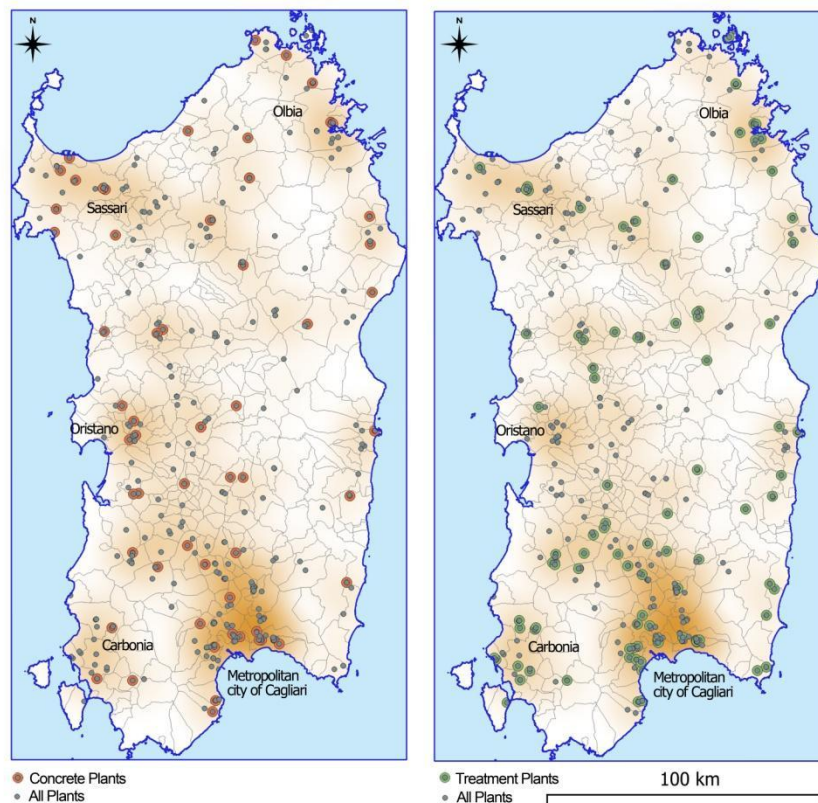 N
Olbia
Sassari
Oristano
Carbonia
Metropolitan
city of Cagliari
Concrete Plants
All Plants
N
Olbia
Sassari
Oristano
Carbonia
Metropolitan
city of Cagliari
Treatment Plants
All Plants
100 km